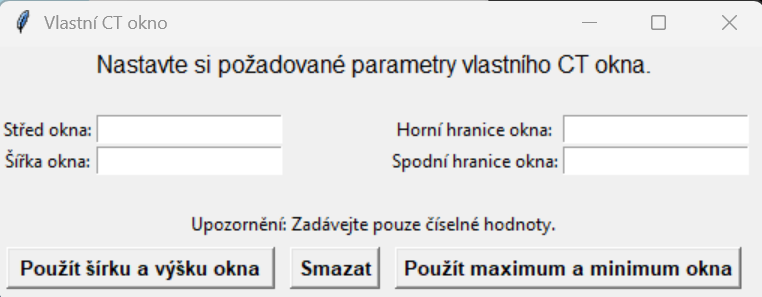 Vlastní CT okno
Nastavte si požadované parametry vlastního CT okna.
Střed okna:
Horní hranice okna:
Šířka okna:
Spodní hranice okna:
Upozornění: Zadávejte pouze číselné hodnoty.
Použít šírku a výšku okna
Smazat
Použít maximum a minimum okna